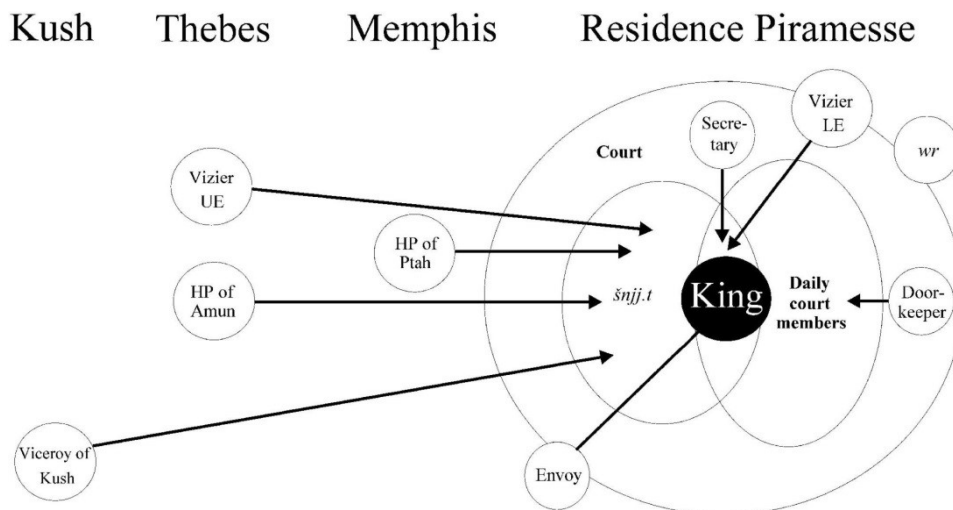 Kush Thebes Memphis Residence Piramesse
Vizier
LE
Secre-
tary
wr
Court
Vizier
UE
HP of
Ptah
HP of
Amun
šnjj.t
King
Daily
court
members
Door-
keeper
Viceroy of
Kush
Envoy